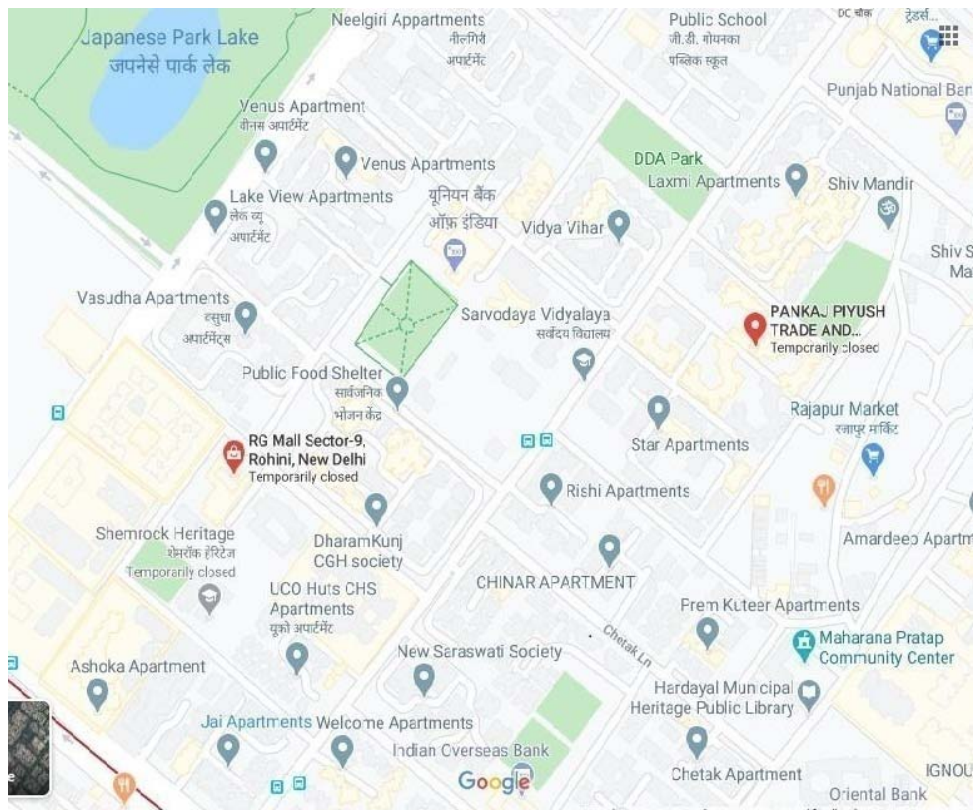 Japanese Park Lake
जपनेसे पार्क लेक
Neelgiri Appartments
नीलगिरी
अपार्टमेंट
Public School
जी.डी. गोयनका
पब्लिक स्कूल
DC चौक
ट्रेडर्स...
Punjab National Ban
Venus Apartment
वीनस अपार्टमेंट
Venus Apartments
Lake View Apartments
लेक व्यु
अपार्टमेंट
यूनियन बैंक
ऑफ़ इंडिया
Vidya Vihar
DDA Park
Laxmi Apartments
Shiv Mandir
Shiv S
Ma
Vasudha Apartments
वसुधा
अपार्टमेंट्स
Sarvodaya Vidyalaya
सर्वोदय विद्यालय
PANKAJ PIYUSH
TRADE AND...
Temporarily closed
Public Food Shelter
सार्वजनिक
भोजन केंद्र
Rajapur Market
रजापुर मार्किट
RG Mall Sector-9,
Rohini, New Delhi
Temporarily closed
Star Apartments
Rishi Apartments
Shemrock Heritage
शेमरॉक हेरिटेज
Temporarily closed
DharamKunj
CGH society
Amardeep Apartm
UCO Huts CHS
Apartments
यूको अपार्टमेंट
CHINAR APARTMENT
Prem Kuteer Apartments
Chetak Ln
Maharana Pratap
Community Center
Ashoka Apartment
New Saraswati Society
Hardayal Municipal
Heritage Public Library
Jai Apartments
Welcome Apartments
Indian Overseas Bank
Google
Chetak Apartment
IGNOU
Oriental Bank
e